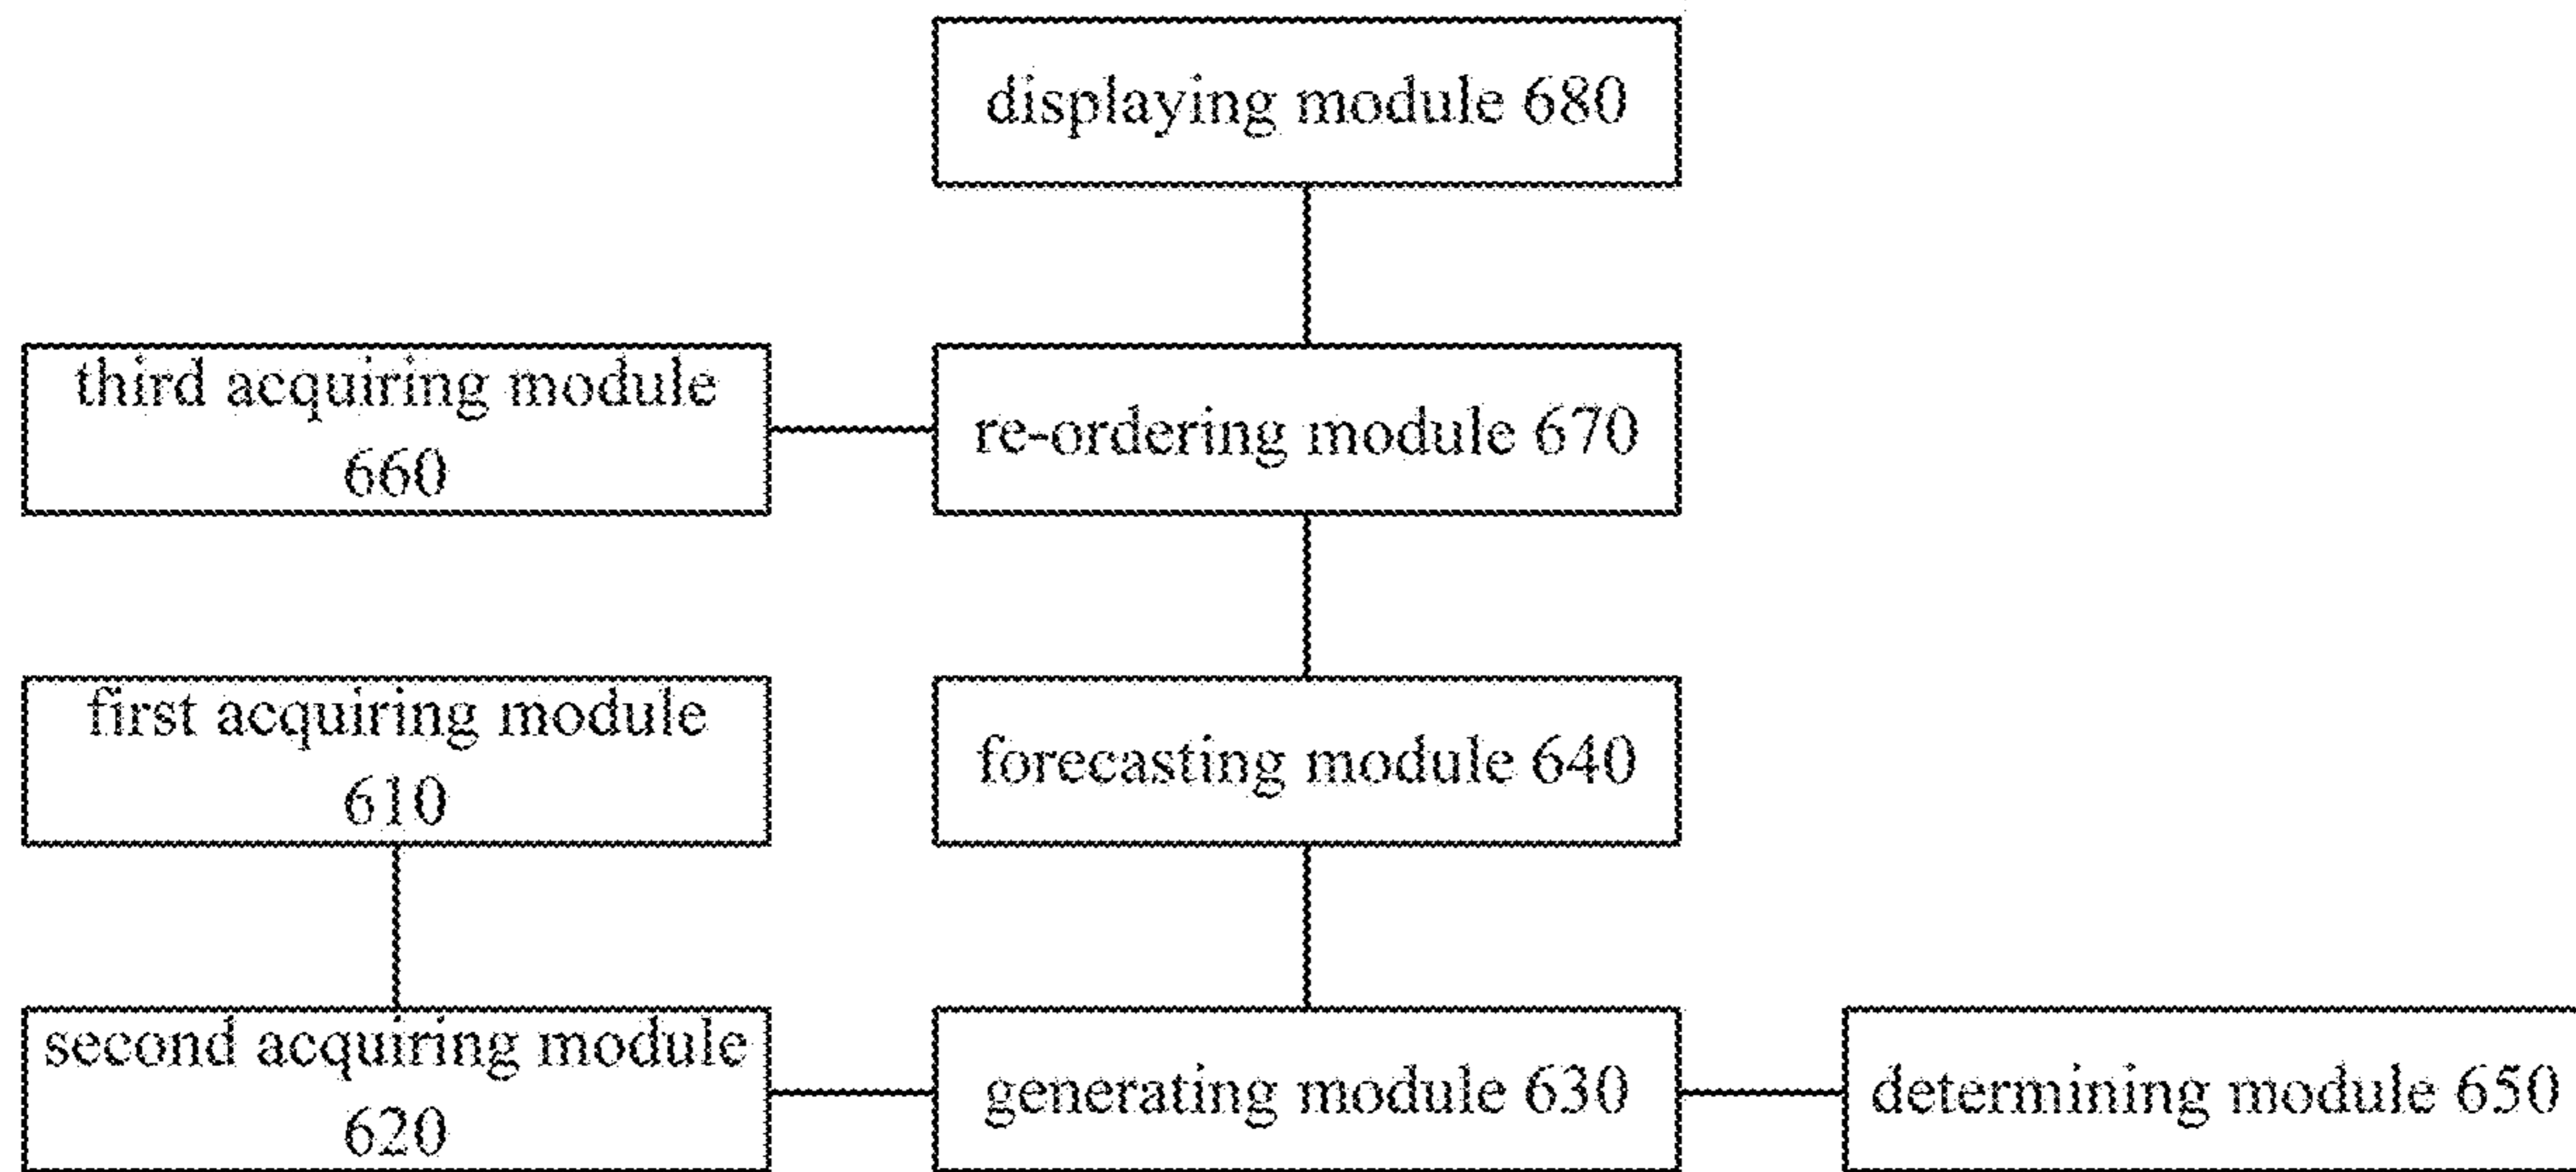 displaying module 680
third acquiring module
660
re-ordering module 670
first acquiring module
610
forecasting module 640
second acquiring module
620
generating module 630
determining module 650